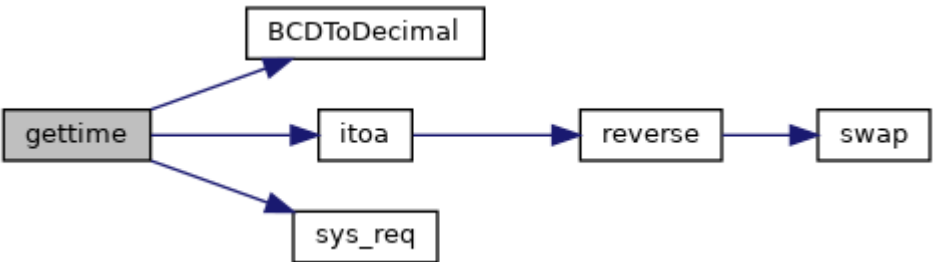 BCDToDecimal
gettime
itoa
reverse
swap
sys_req